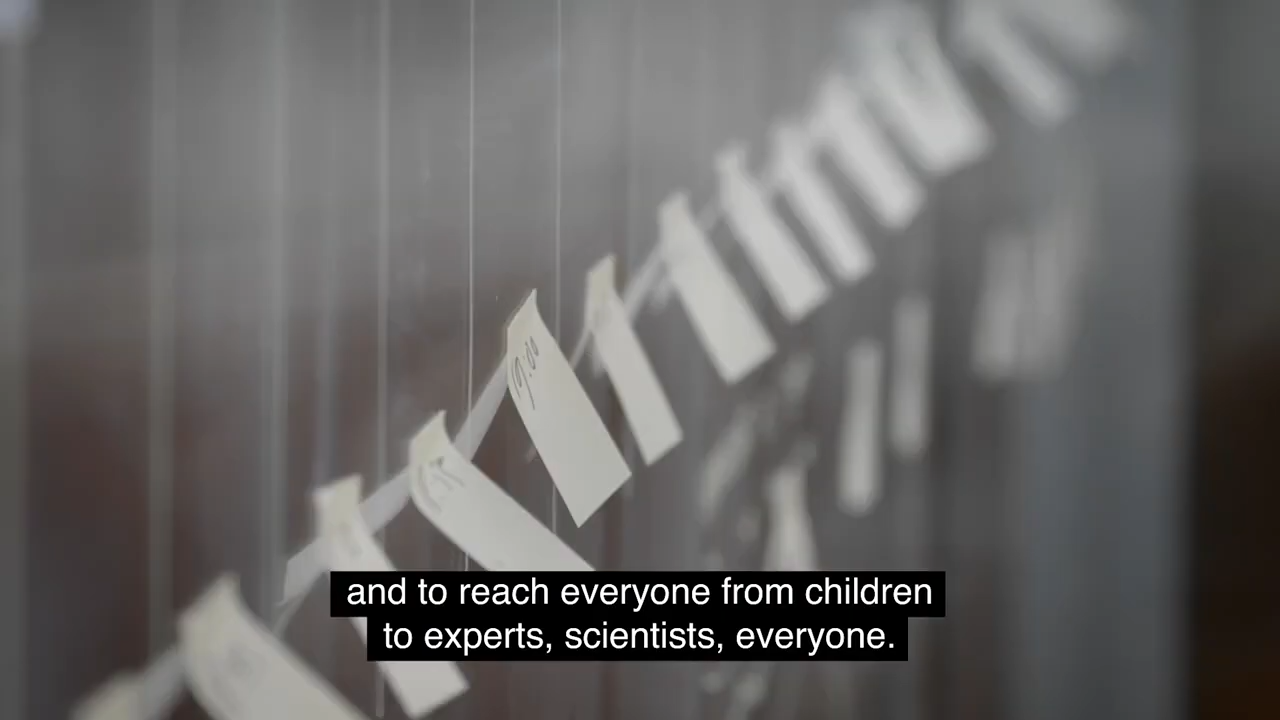 and to reach everyone from children
to experts, scientists, everyone.